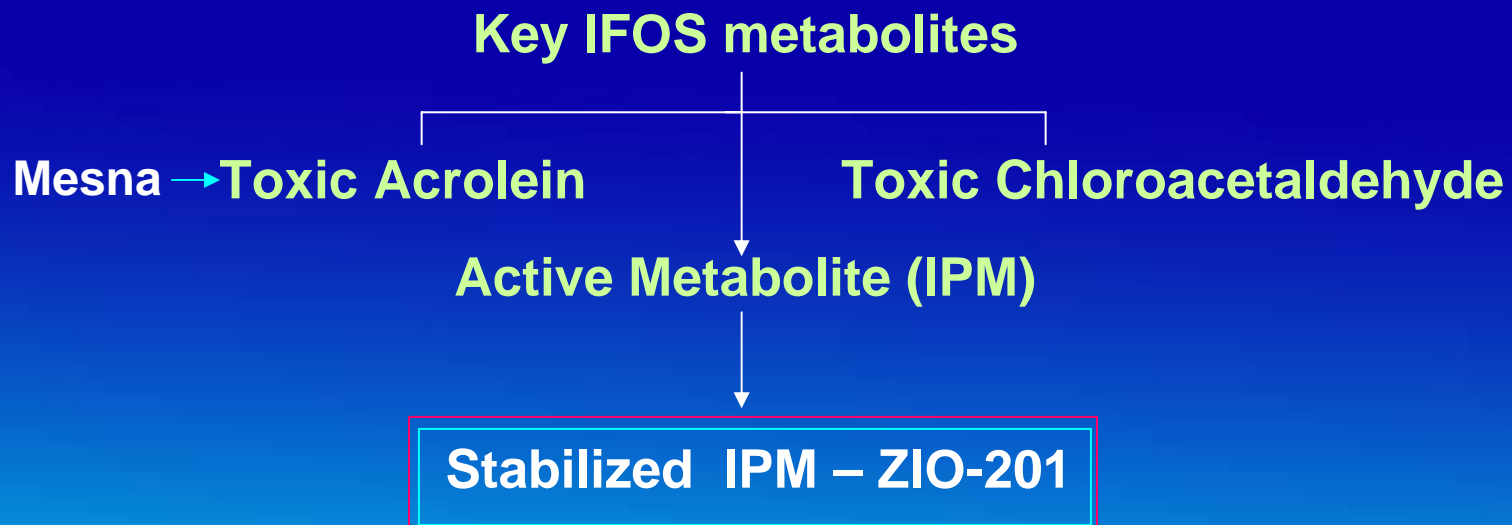 Key IFOS metabolites
Mesna Toxic Acrolein Toxic Chloroacetaldehyde
Active Metabolite (IPM)
Stabilized IPM – ZIO-201